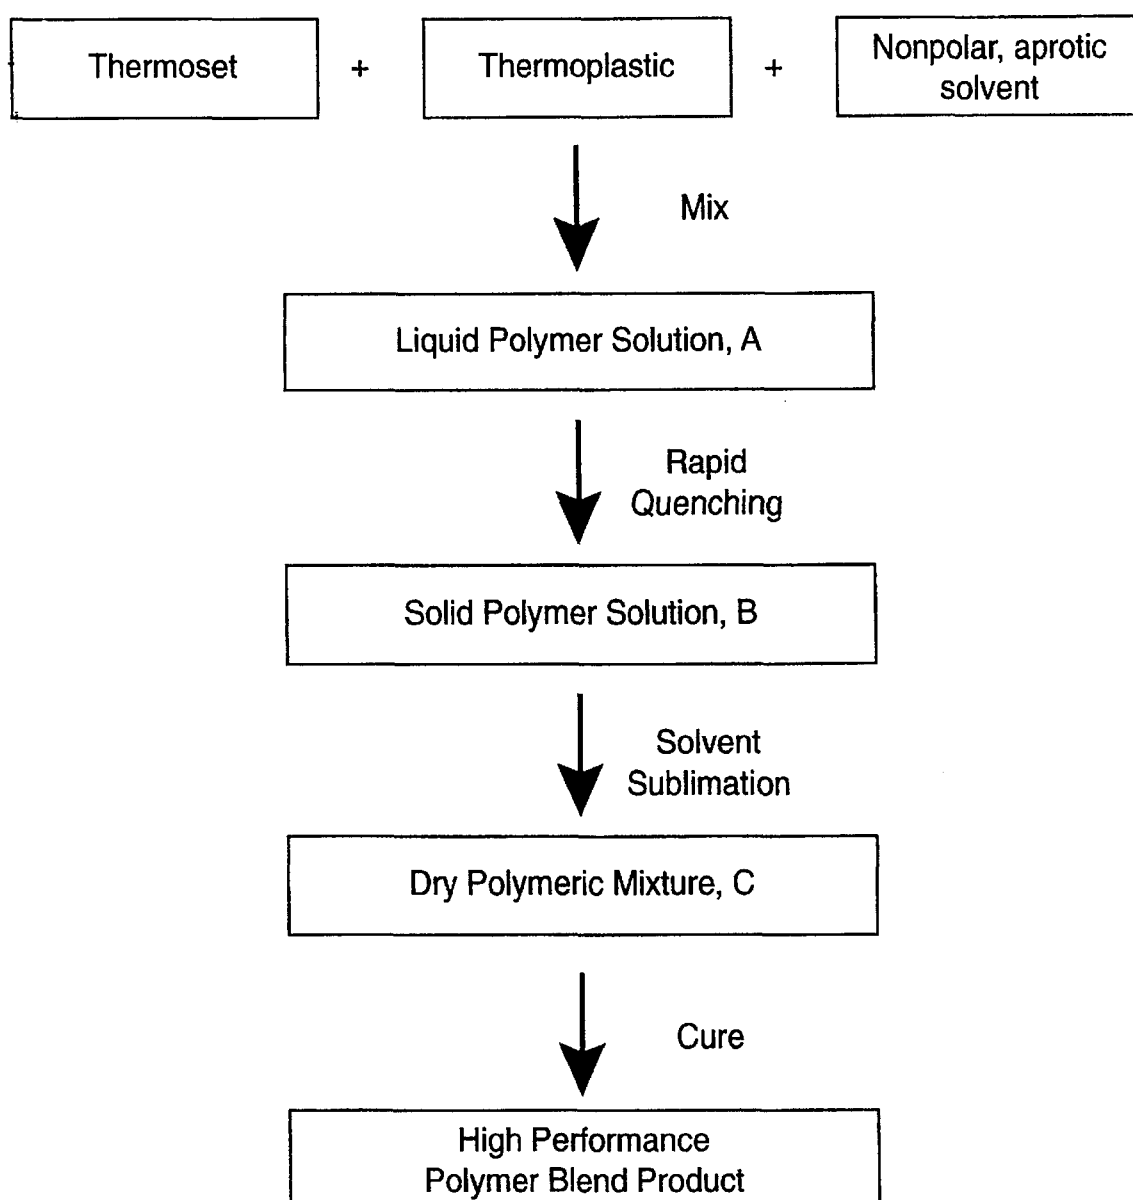 Thermoset + Thermoplastic + Nonpolar, aprotic
solvent
Mix
Liquid Polymer Solution, A
Rapid
Quenching
Solid Polymer Solution, B
Solvent
Sublimation
Dry Polymeric Mixture, C
Cure
High Performance
Polymer Blend Product